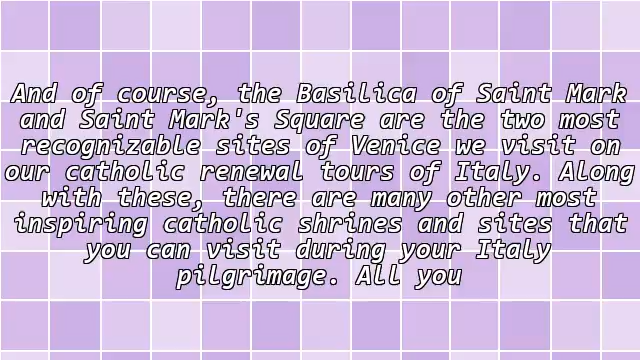 And of course, the Basilica of Saint Mark
and Saint Mark's Square are the two most
recognizable sites of Venice we visit on
our catholic renewal tours of Italy. Along
with these, there are many other most
inspiring catholic shrines and sites that
you can visit during your Italy
pilgrimage. All you